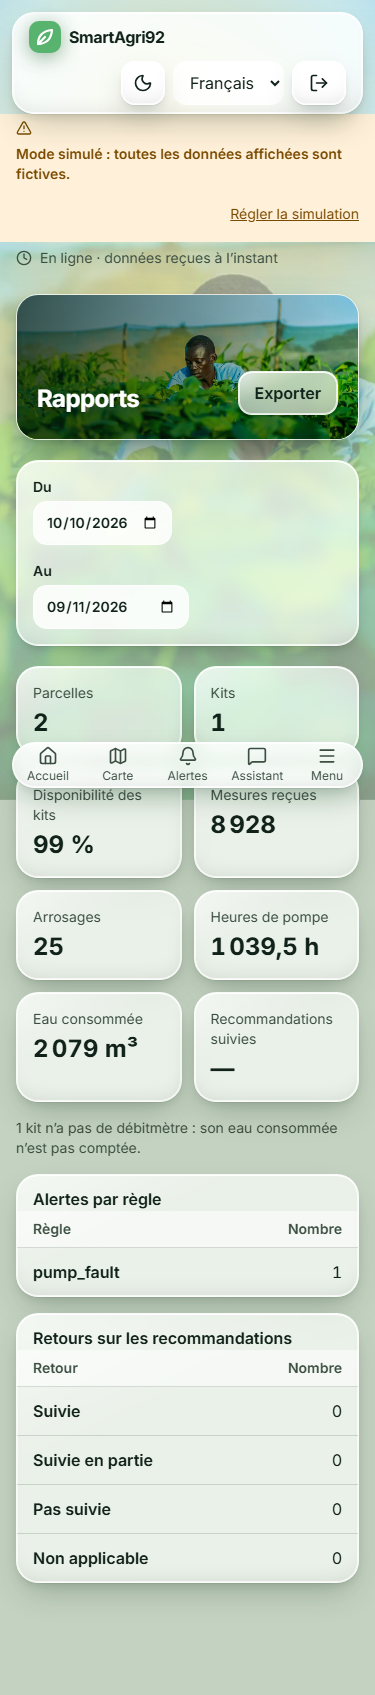 SmartAgri92
Français
Mode simulé : toutes les données affichées sont
fictives.
Régler la simulation
En ligne · données reçues à l’instant
Rapports
Exporter
Du
10/10/2026
Au
09/11/2026
Parcelles
2
Kits
1
Accueil
Carte
Alertes
Assistant
Menu
Disponibilité des
kits
99 %
Mesures reçues
8 928
Arrosages
25
Heures de pompe
1 039,5 h
Eau consommée
2 079 m³
Recommandations
suivies
—
1 kit n’a pas de débitmètre : son eau consommée
n’est pas comptée.
Alertes par règle
Règle Nombre
pump_fault 1
Retours sur les recommandations
Retour Nombre
Suivie 0
Suivie en partie 0
Pas suivie 0
Non applicable 0